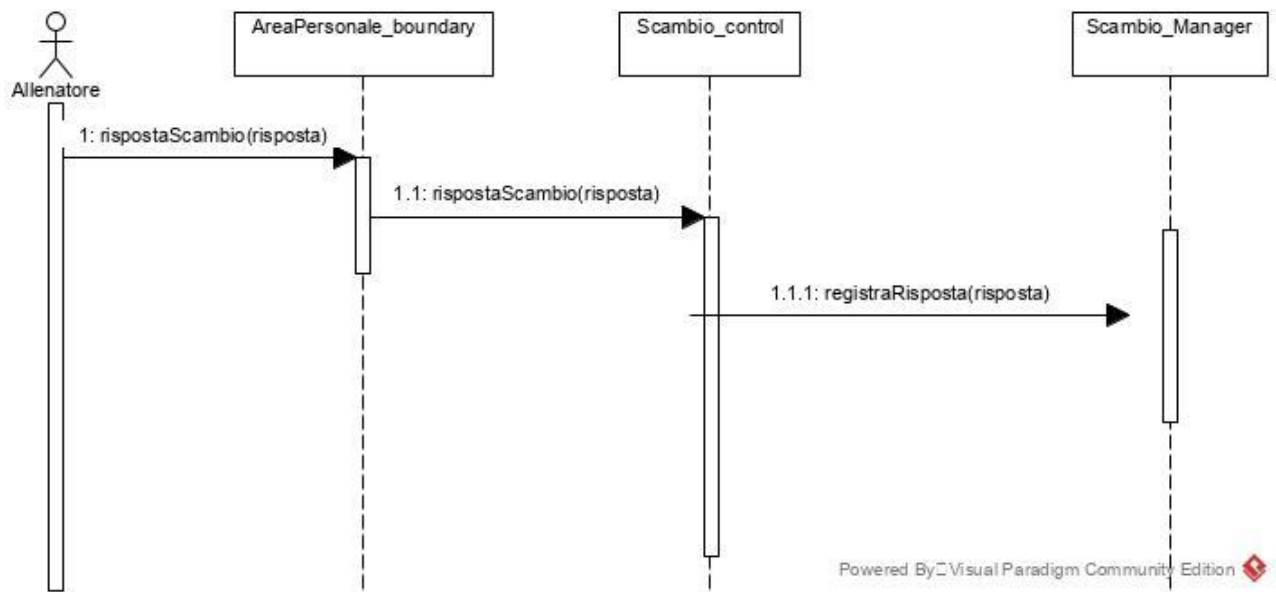 AreaPersonale_boundary
Scambio_control
Scambio_Manager
Allenatore
1: rispostaScambio(risposta)
1.1: rispostaScambio(risposta)
1.1.1: registraRisposta(risposta)
Powered By Visual Paradigm Community Edition